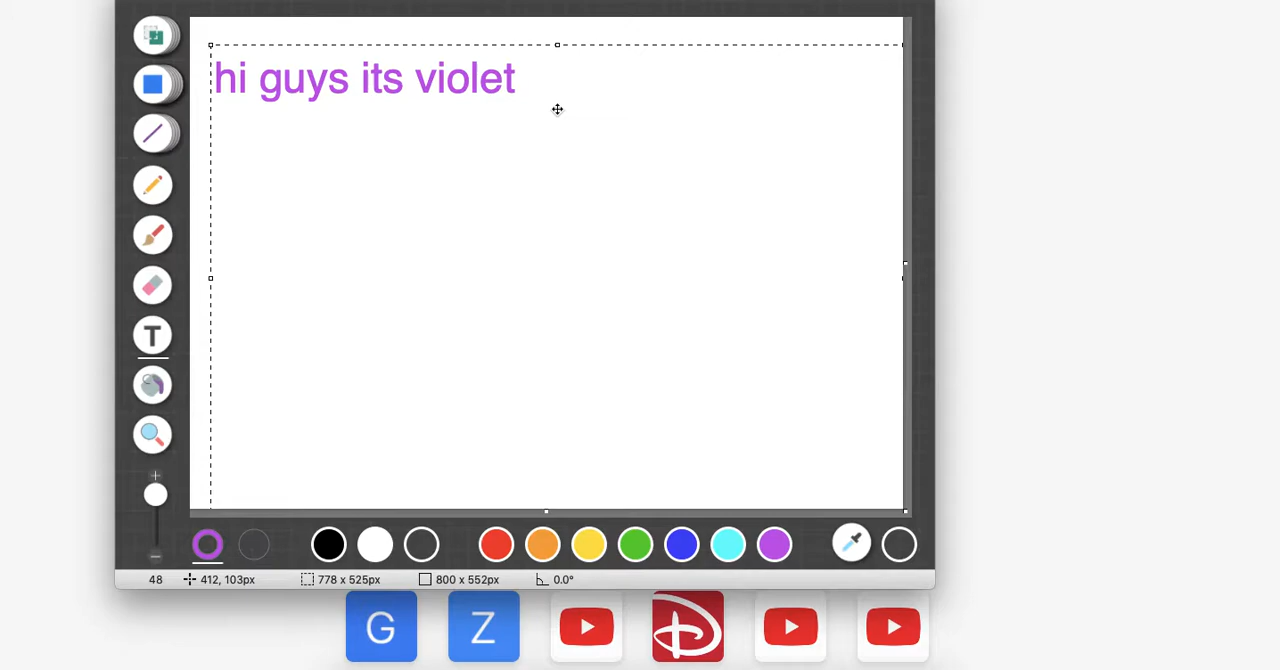 hi guys its violet
T
48
412, 103px
778 x 525px
800 x 552px
0.0°
G
Z
D